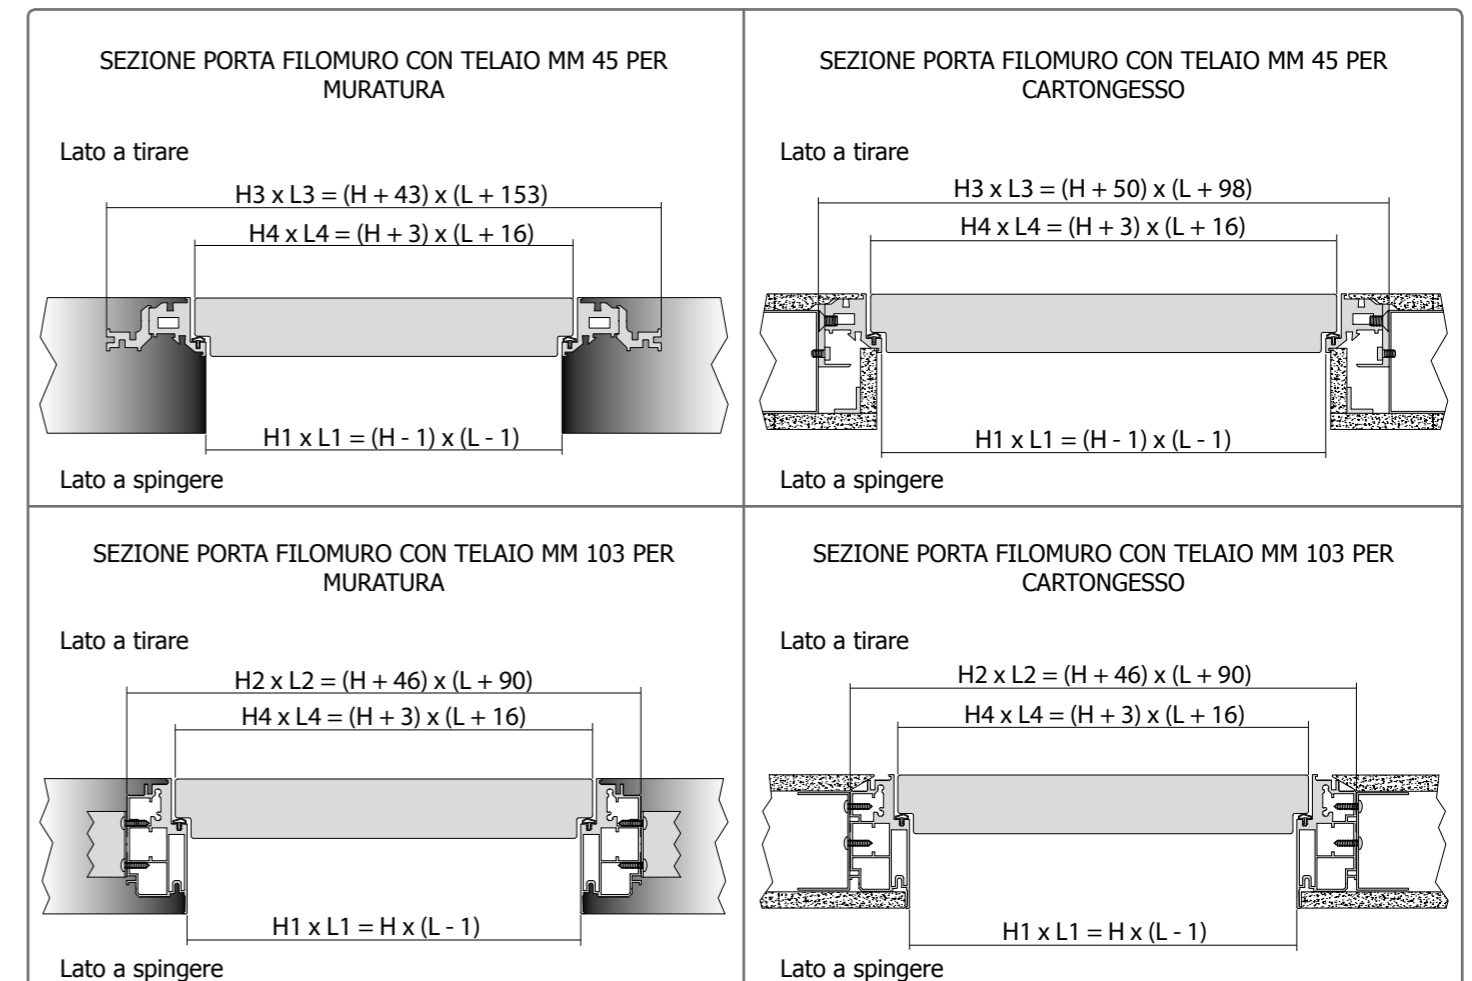 SEZIONE PORTA FILOMURO CON TELAIO MM 45 PER
MURATURA
Lato a tirare
H3 x L3 = (H + 43) x (L + 153)
H4 x L4 = (H + 3) x (L + 16)
H1 x L1 = (H - 1) x (L - 1)
Lato a spingere
SEZIONE PORTA FILOMURO CON TELAIO MM 45 PER
CARTONGESSO
Lato a tirare
H3 x L3 = (H + 50) x (L + 98)
H4 x L4 = (H + 3) x (L + 16)
H1 x L1 = (H - 1) x (L - 1)
Lato a spingere
SEZIONE PORTA FILOMURO CON TELAIO MM 103 PER
MURATURA
Lato a tirare
H2 x L2 = (H + 46) x (L + 90)
H4 x L4 = (H + 3) x (L + 16)
H1 x L1 = H x (L - 1)
Lato a spingere
SEZIONE PORTA FILOMURO CON TELAIO MM 103 PER
CARTONGESSO
Lato a tirare
H2 x L2 = (H + 46) x (L + 90)
H4 x L4 = (H + 3) x (L + 16)
H1 x L1 = H x (L - 1)
Lato a spingere